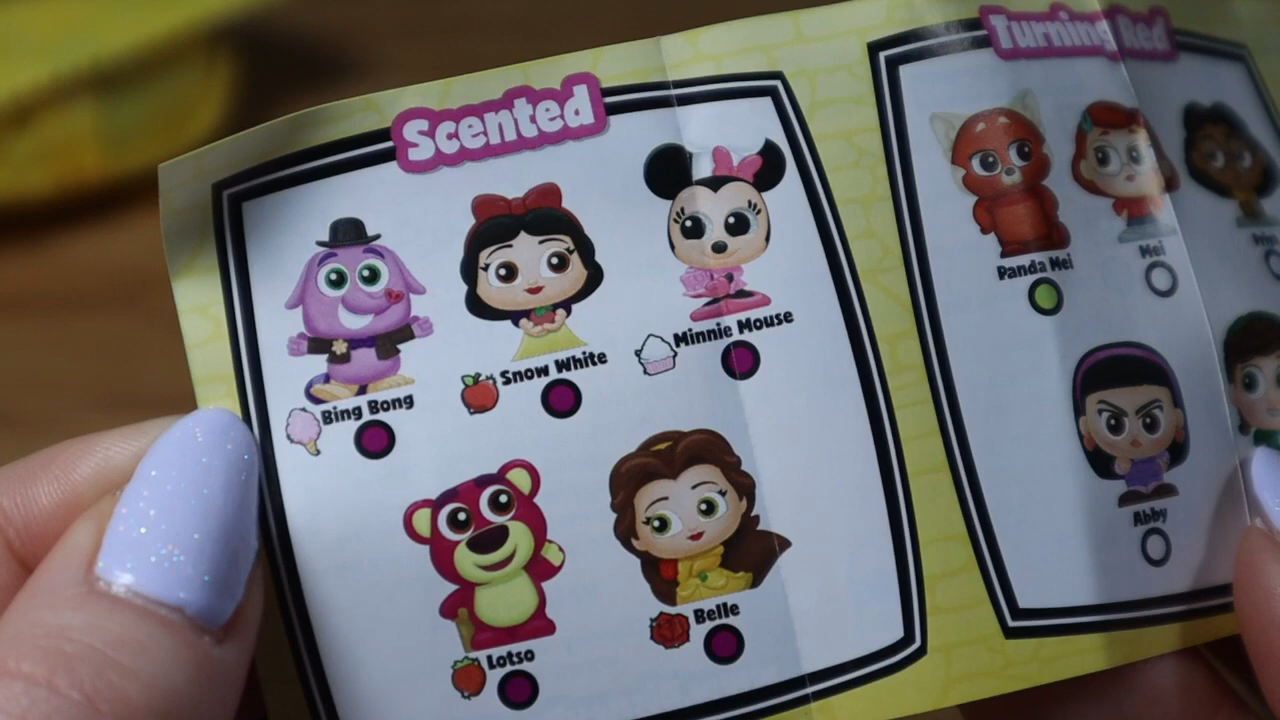 Scented
Bing Bong
Snow White
Minnie Mouse
Lotso
Belle
Turning Red
Panda Mei
Mei
Abby